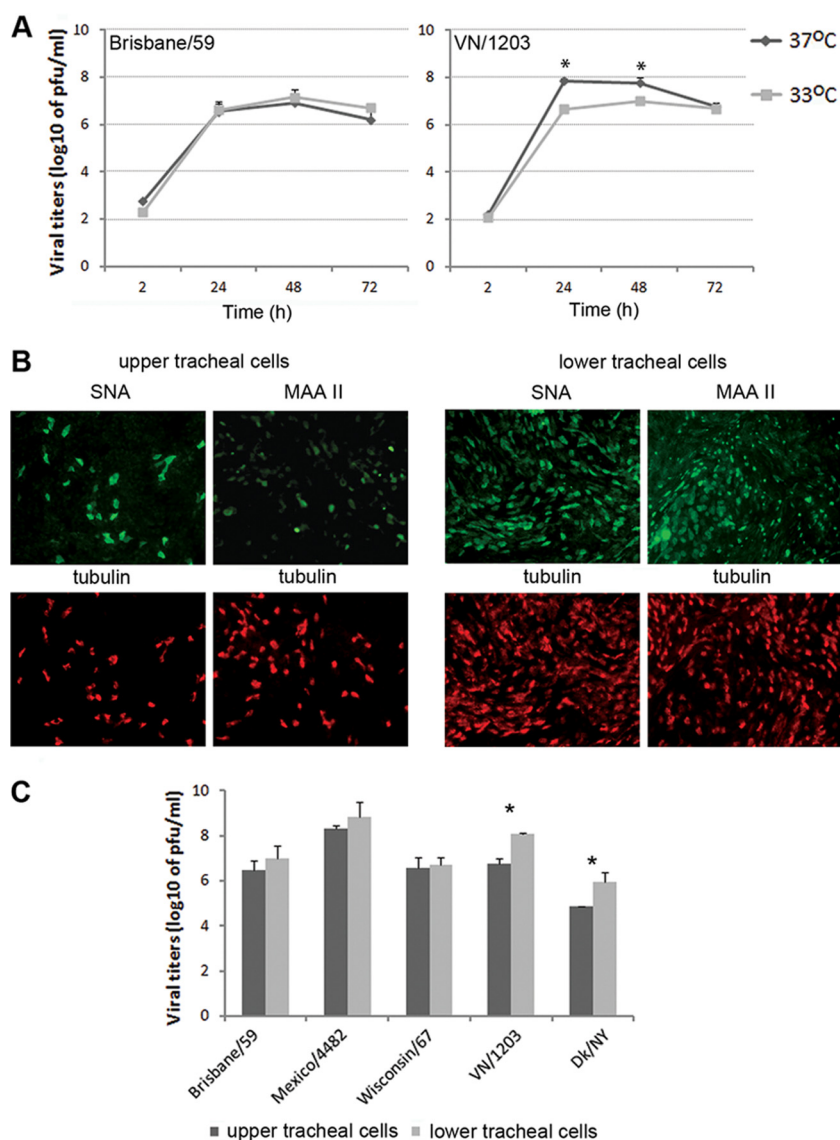 A
Brisbane/59
VN/1203
37°C
33°C
* *
Viral titers (log10 of pfu/ml)
10
8
6
4
2
0
10
8
6
4
2
0
2 24 48 72
2 24 48 72
Time (h)
Time (h)
B
upper tracheal cells
lower tracheal cells
SNA MAA II
SNA MAA II
tubulin tubulin
tubulin tubulin
C
Viral titers (log10 of pfu/ml)
10
8
6
4
2
0
*
*
Brisbane/59
Mexico/4482
Wisconsin/67
VN/1203
Dk/NY
upper tracheal cells lower tracheal cells